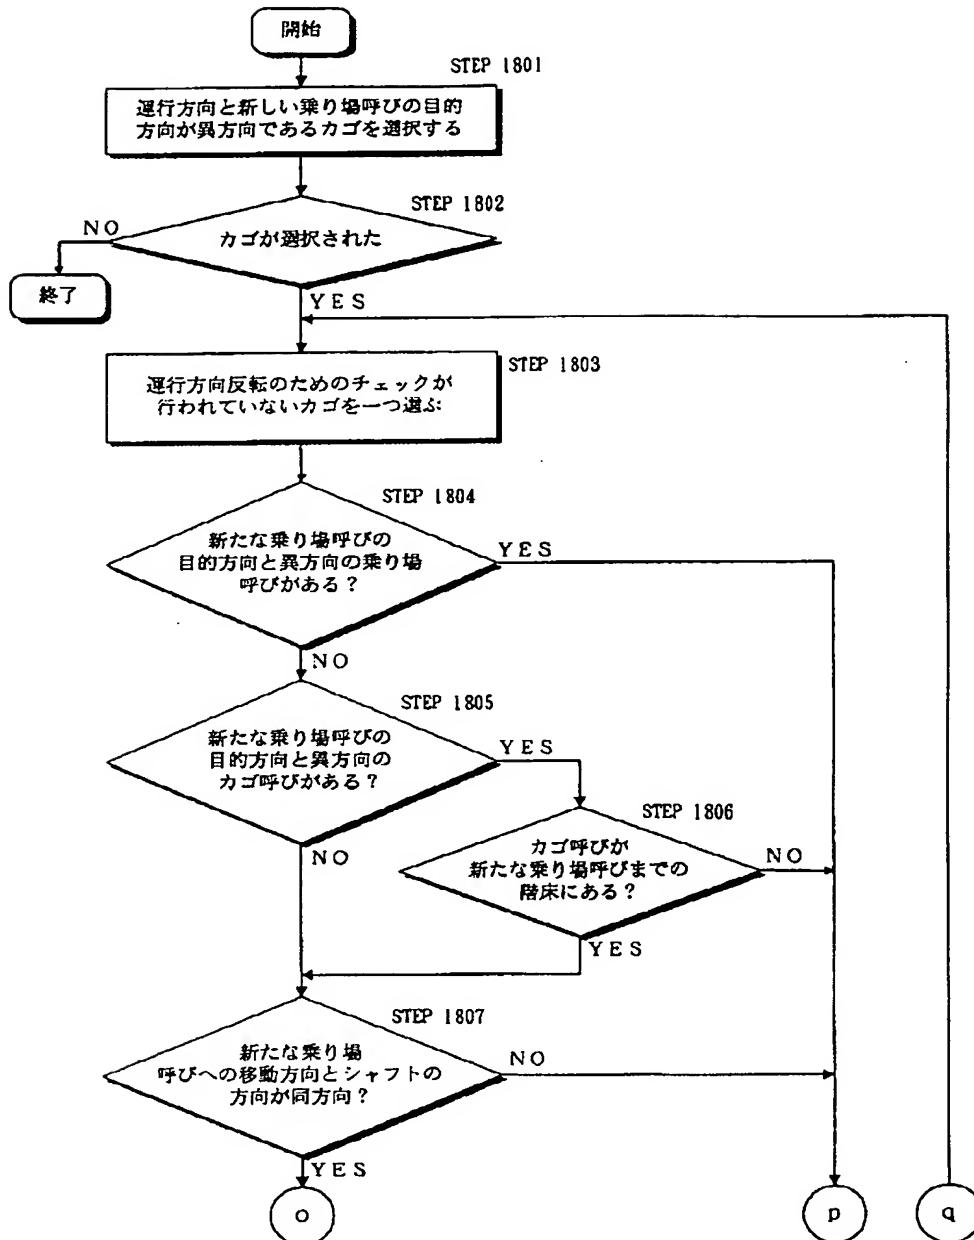 開始
STEP 1801
運行方向と新しい乗り場呼びの目的
方向が異方向であるカゴを選択する
STEP 1802
NO
カゴが選択された
終了
YES
STEP 1803
運行方向反転のためのチェックが
行われていないカゴを一つ選ぶ
STEP 1804
新たな乗り場呼びの
目的方向と異方向の乗り場
呼びがある？
YES
NO
STEP 1805
新たな乗り場呼びの
目的方向と異方向の
カゴ呼びがある？
YES
STEP 1806
NO
カゴ呼びが
新たな乗り場呼びまでの
階床にある？
NO
YES
STEP 1807
新たな乗り場
呼びへの移動方向とシャフトの
方向が同方向？
NO
YES
o
p
q